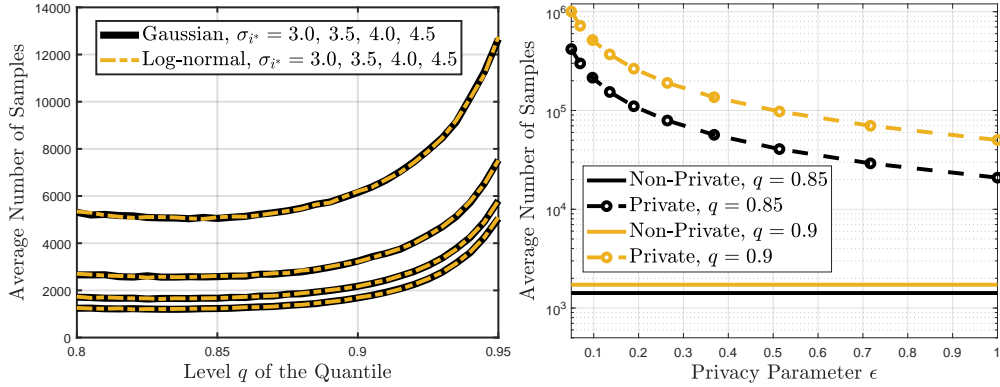 14000
12000
10000
8000
6000
4000
2000
0
Average Number of Samples
Gaussian, σ_{i*} = 3.0, 3.5, 4.0, 4.5
Log-normal, σ_{i*} = 3.0, 3.5, 4.0, 4.5
0.8 0.85 0.9 0.95
Level q of the Quantile
10^6
10^5
10^4
10^3
Average Number of Samples
Non-Private, q = 0.85
Private, q = 0.85
Non-Private, q = 0.9
Private, q = 0.9
0.1 0.2 0.3 0.4 0.5 0.6 0.7 0.8 0.9 1
Privacy Parameter ϵ